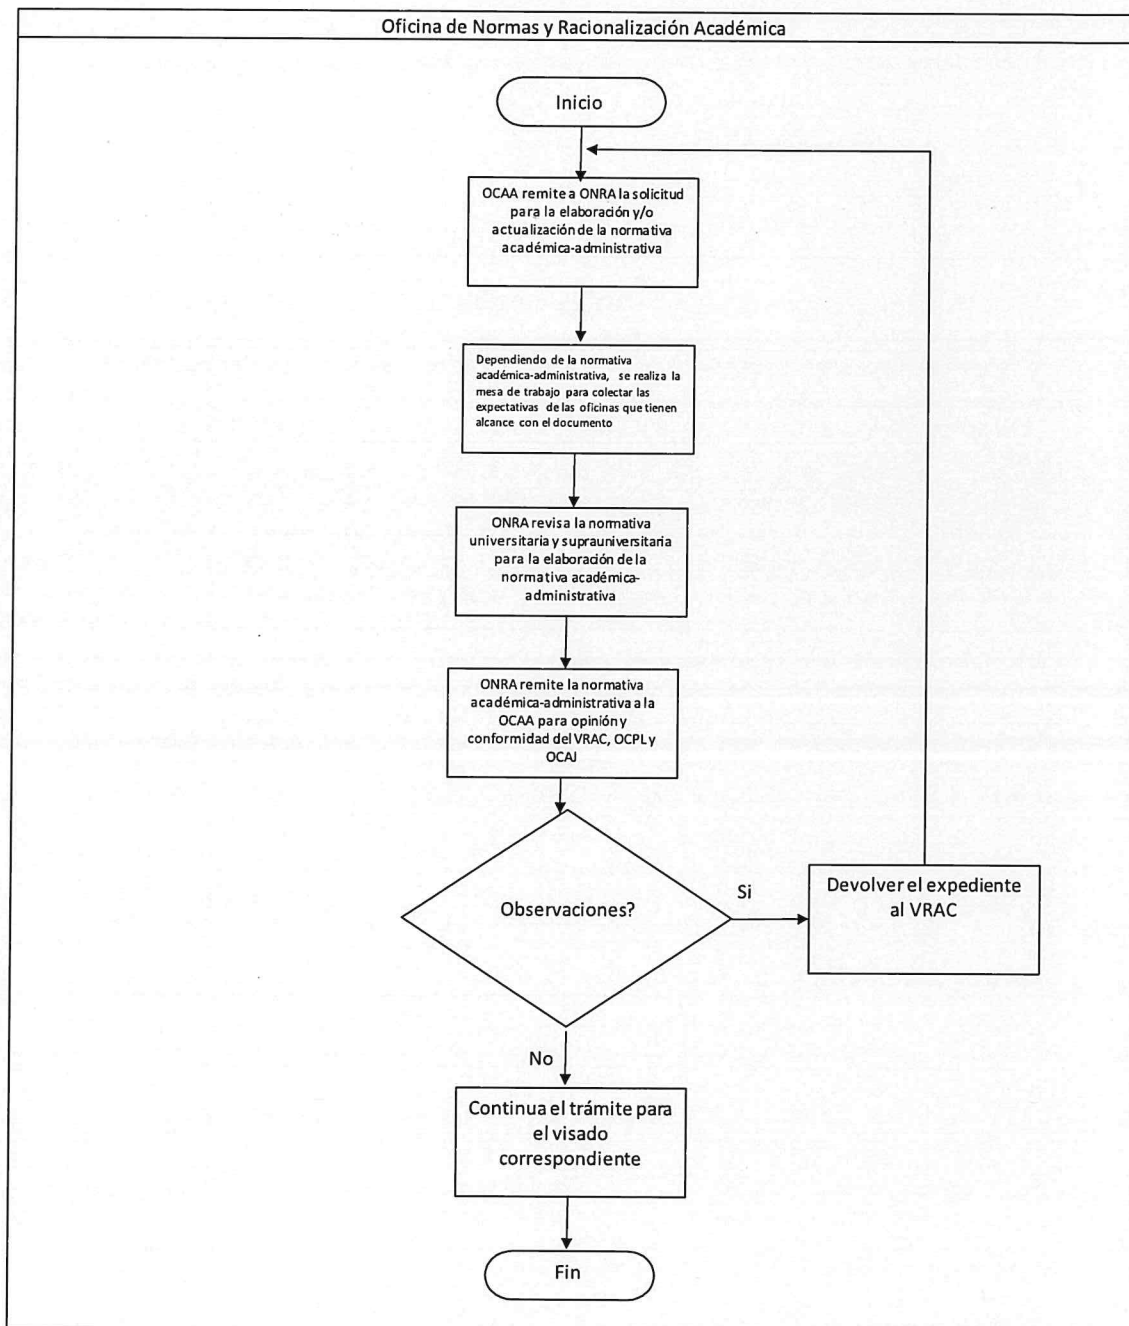 Oficina de Normas y Racionalización Académica
Inicio
OCAA remite a ONRA la solicitud
para la elaboración y/o
actualización de la normativa
académica-administrativa
Dependiendo de la normativa
académica-administrativa, se realiza la
mesa de trabajo para colectar las
expectativas de las oficinas que tienen
alcance con el documento
ONRA revisa la normativa
universitaria y suprauniversitaria
para la elaboración de la
normativa académica-
administrativa
ONRA remite la normativa
académica-administrativa a la
OCAA para opinión y
conformidad del VRAC, OCPL y
OCAJ
Observaciones?
Si
Devolver el expediente
al VRAC
No
Continua el trámite para
el visado
correspondiente
Fin